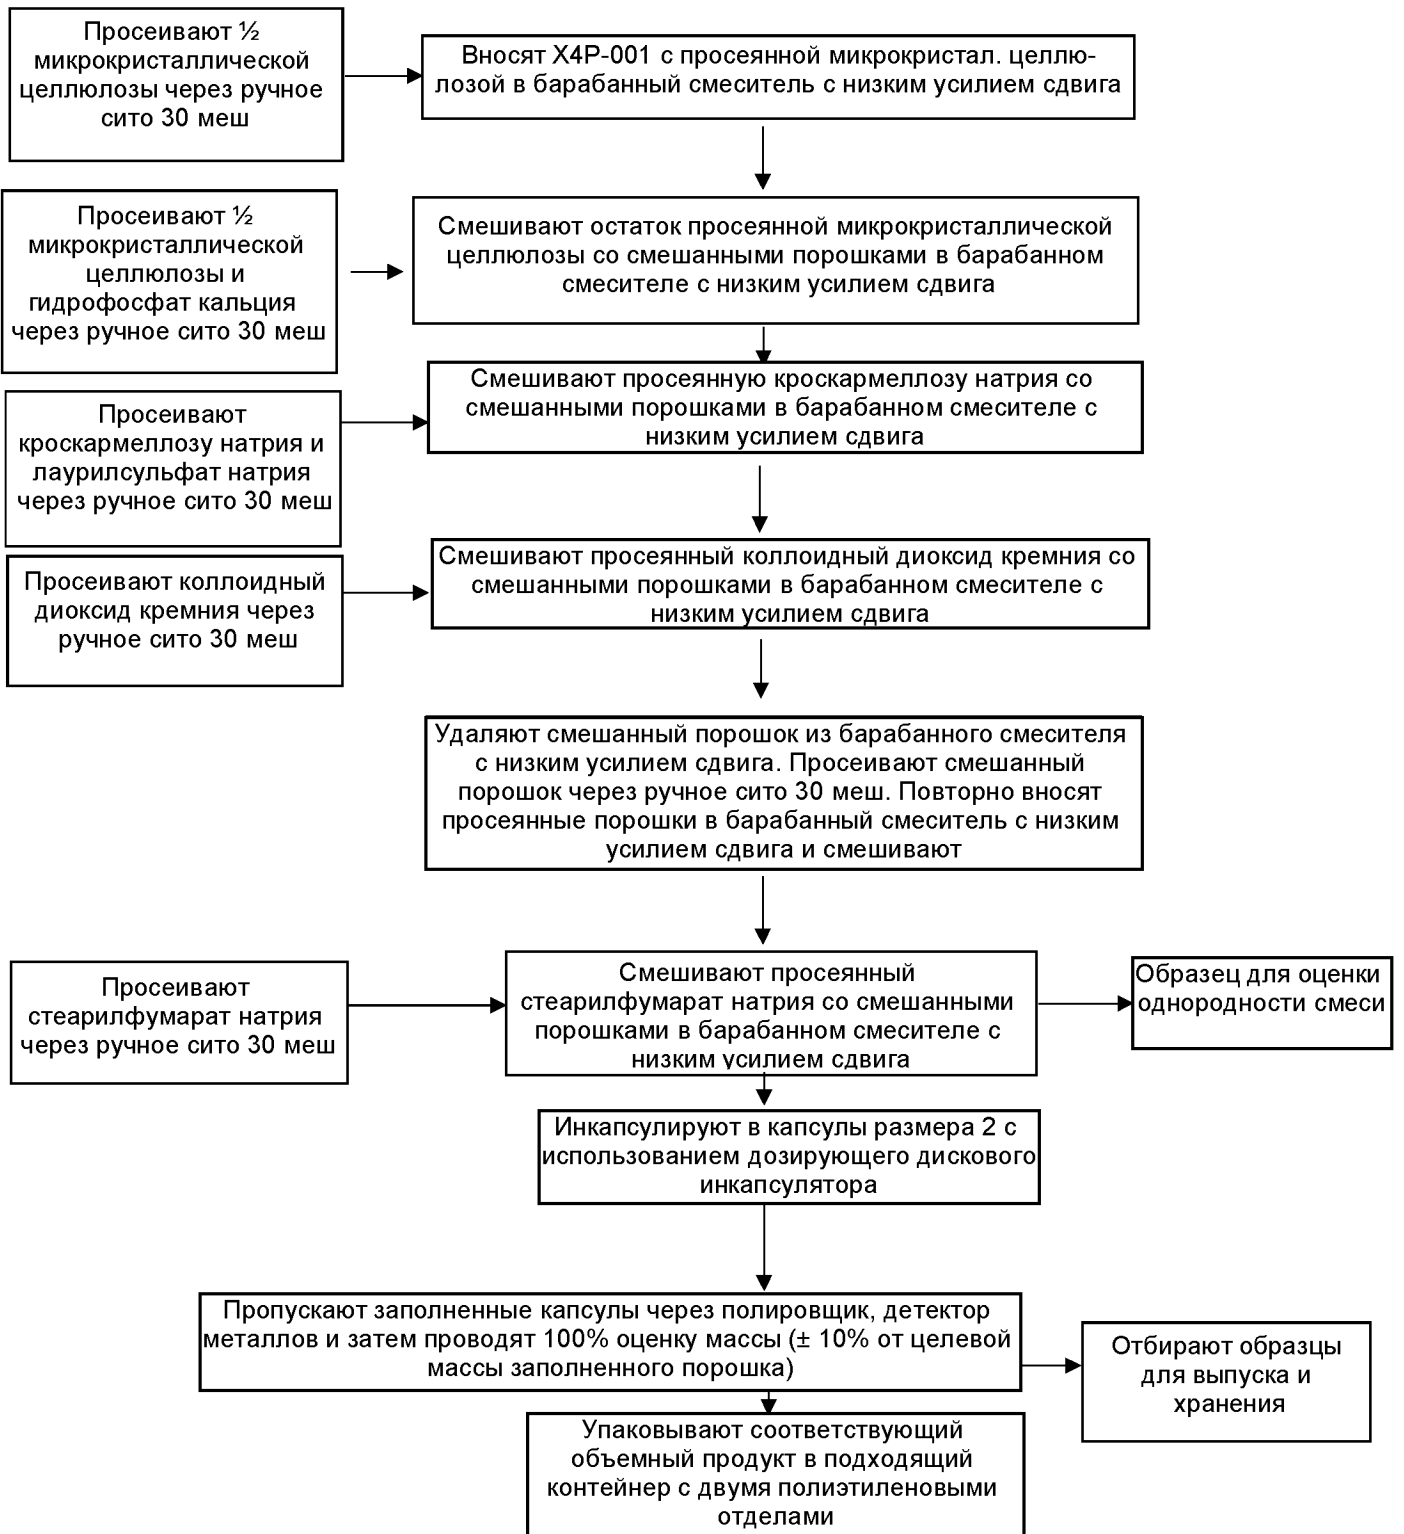 Просеивают ½
микрокристаллической
целлюлозы через ручное
сито 30 меш
Вносят X4P-001 с просеянной микрокристал. целлю-
лозой в барабанный смеситель с низким усилием сдвига
Просеивают ½
микрокристаллической
целлюлозы и
гидрофосфат кальция
через ручное сито 30 меш
Смешивают остаток просеянной микрокристаллической
целлюлозы со смешанными порошками в барабанном
смесителе с низким усилием сдвига
Просеивают
кроскармеллозу натрия и
лаурилсульфат натрия
через ручное сито 30 меш
Смешивают просеянную кроскармеллозу натрия со
смешанными порошками в барабанном смесителе с
низким усилием сдвига
Просеивают коллоидный
диоксид кремния через
ручное сито 30 меш
Смешивают просеянный коллоидный диоксид кремния со
смешанными порошками в барабанном смесителе с
низким усилием сдвига
Удаляют смешанный порошок из барабанного смесителя
с низким усилием сдвига. Просеивают смешанный
порошок через ручное сито 30 меш. Повторно вносят
просеянные порошки в барабанный смеситель с низким
усилием сдвига и смешивают
Просеивают
стеарилфумарат натрия
через ручное сито 30 меш
Смешивают просеянный
стеарилфумарат натрия со смешанными
порошками в барабанном смесителе с
низким усилием сдвига
Образец для оценки
однородности смеси
Инкапсулируют в капсулы размера 2 с
использованием дозирующего дискового
инкапсулятора
Пропускают заполненные капсулы через полировщик, детектор
металлов и затем проводят 100% оценку массы (± 10% от целевой
массы заполненного порошка)
Отбирают образцы
для выпуска и
хранения
Упаковывают соответствующий
объемный продукт в подходящий
контейнер с двумя полиэтиленовыми
отделами